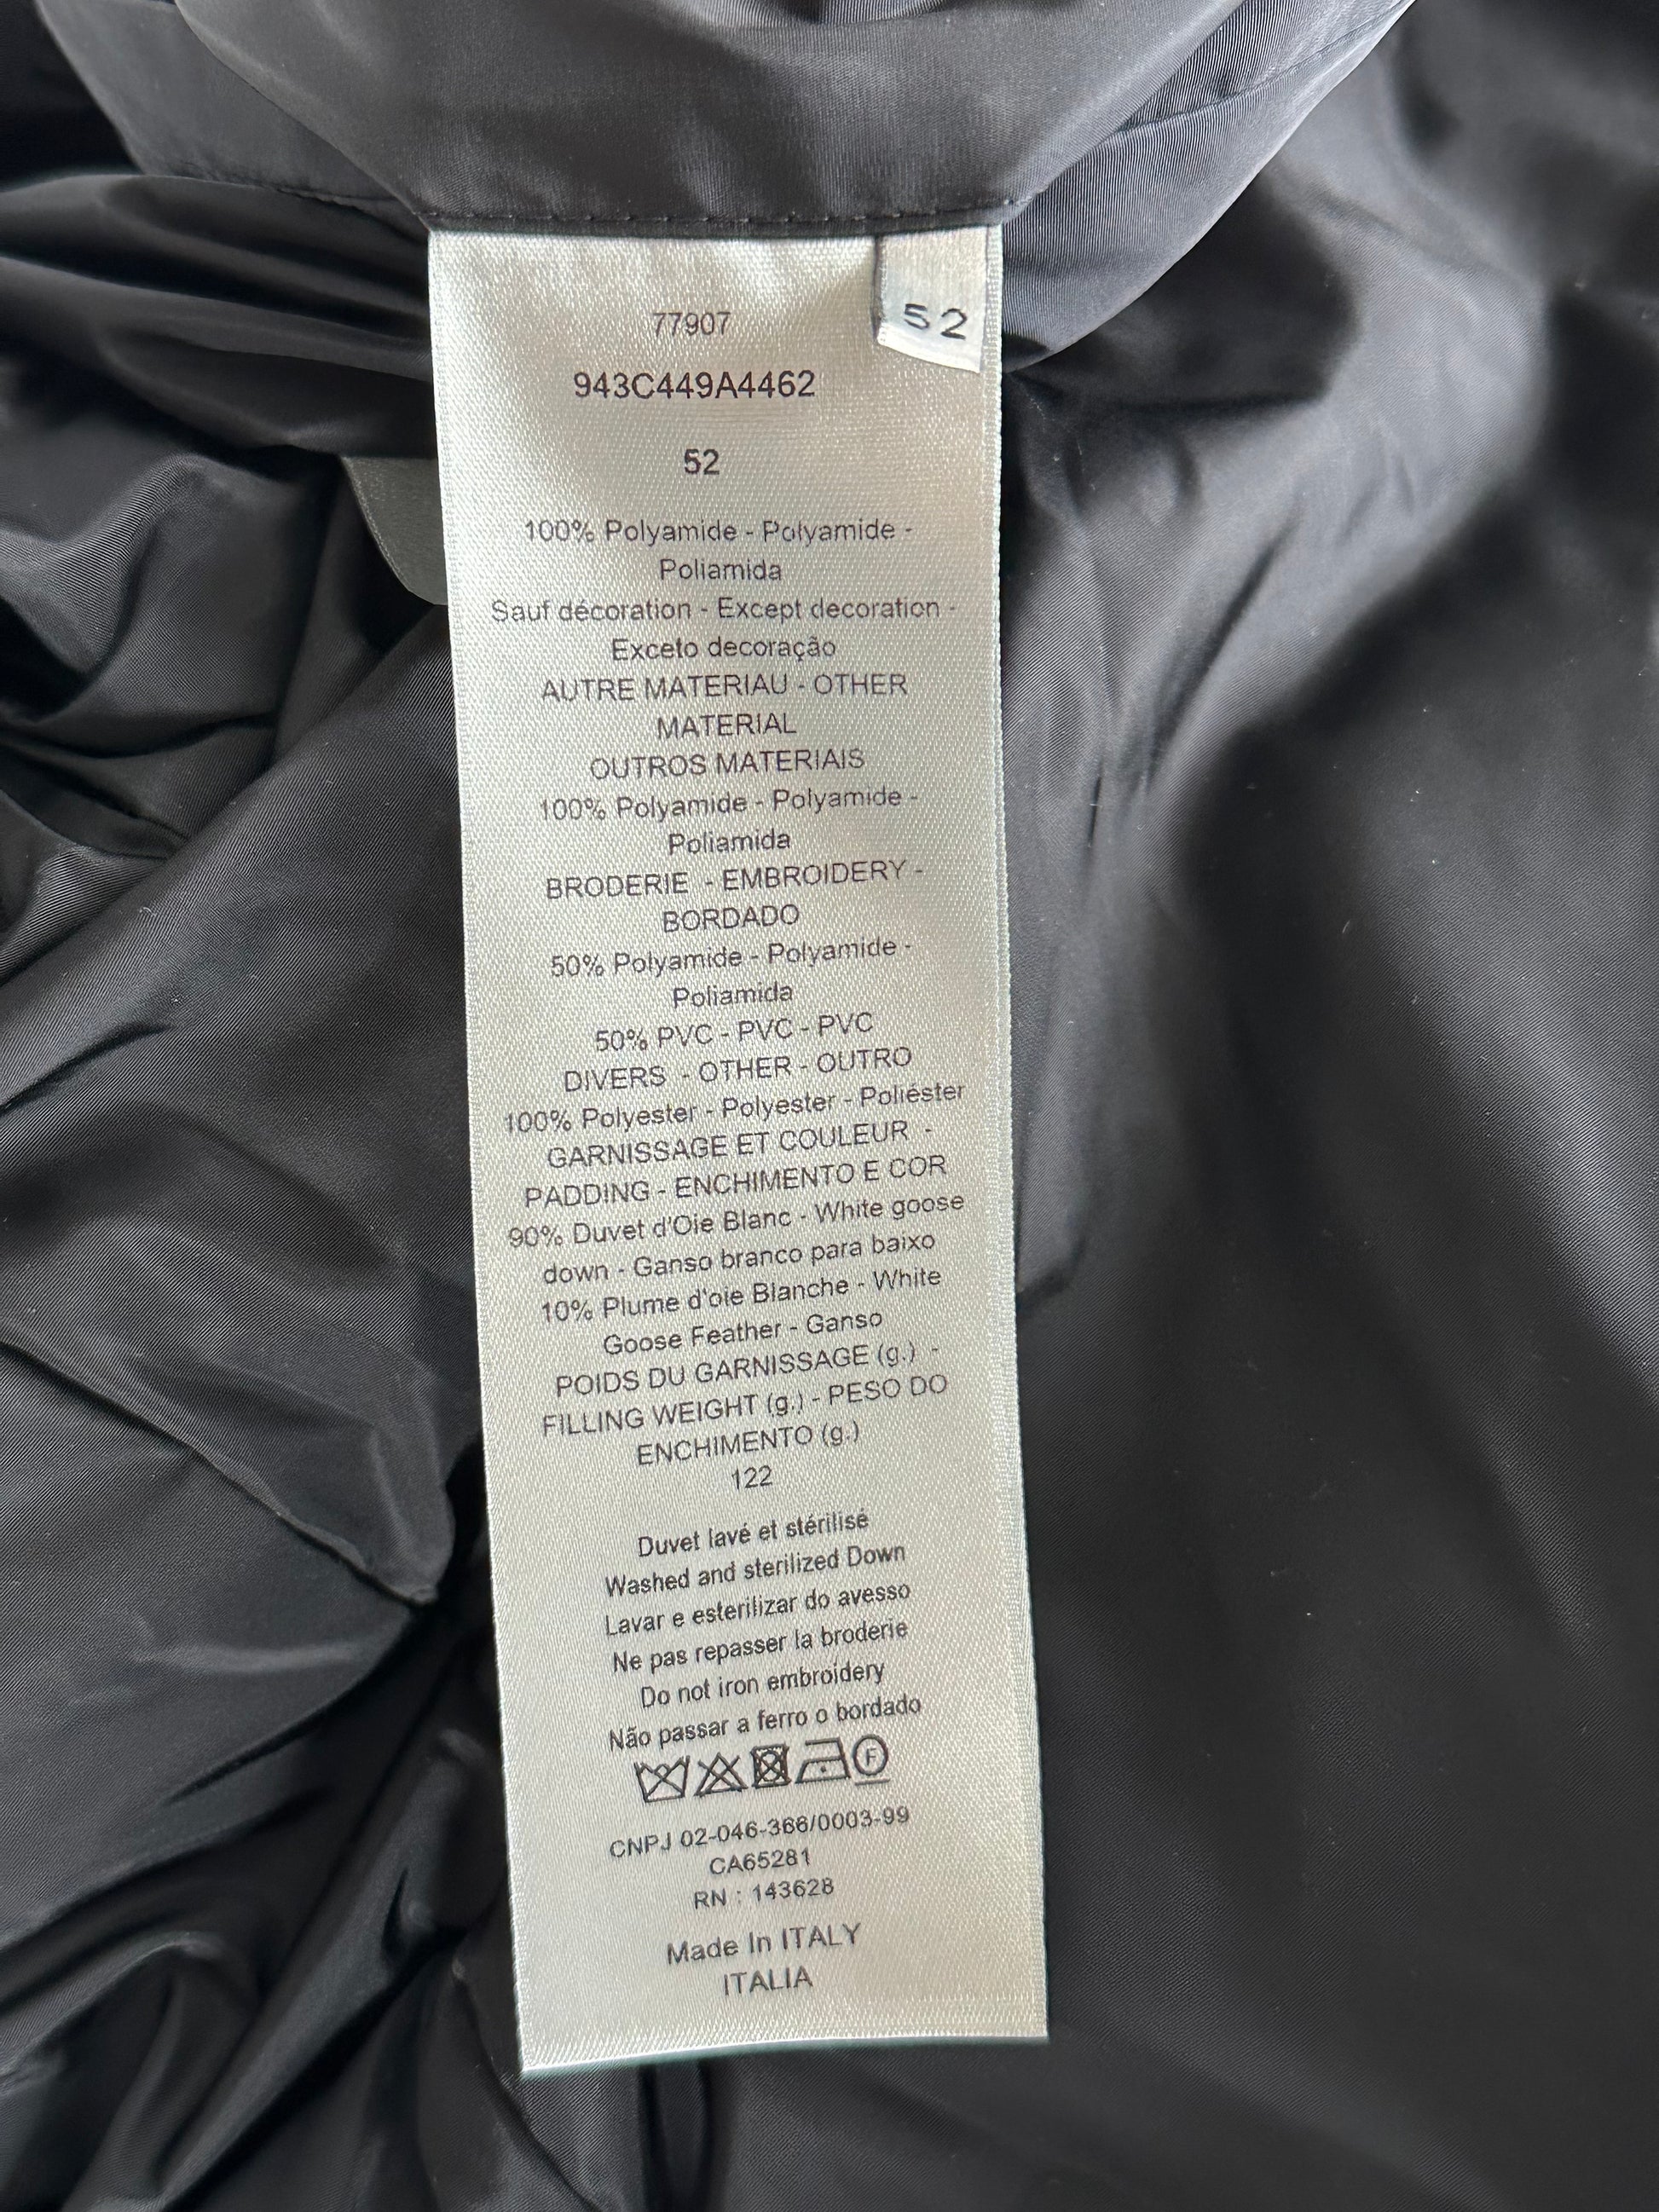 52
77907
943C449A4462
52
100% Polyamide - Polyamide -
Poliamida
Sauf décoration - Except decoration -
Exceto decoração
AUTRE MATERIAU - OTHER
MATERIAL
OUTROS MATERIAIS
100% Polyamide - Polyamide -
Poliamida
BRODERIE - EMBROIDERY -
BORDADO
50% Polyamide - Polyamide -
Poliamida
50% PVC - PVC - PVC
DIVERS - OTHER - OUTRO
100% Polyester - Polyester - Poliéster
GARNISSAGE ET COULEUR -
PADDING - ENCHIMENTO E COR
90% Duvet d'Oie Blanc - White goose
down - Ganso branco para baixo
10% Plume d'oie Blanche - White
Goose Feather - Ganso
POIDS DU GARNISSAGE (g.) -
FILLING WEIGHT (g.) - PESO DO
ENCHIMENTO (g.)
122
Duvet lavé et stérilisé
Washed and sterilized Down
Lavar e esterilizar do avesso
Ne pas repasser la broderie
Do not iron embroidery
Não passar a ferro o bordado
F
CNPJ 02-046-366/0003-99
CA65281
RN : 143628
Made In ITALY
ITALIA